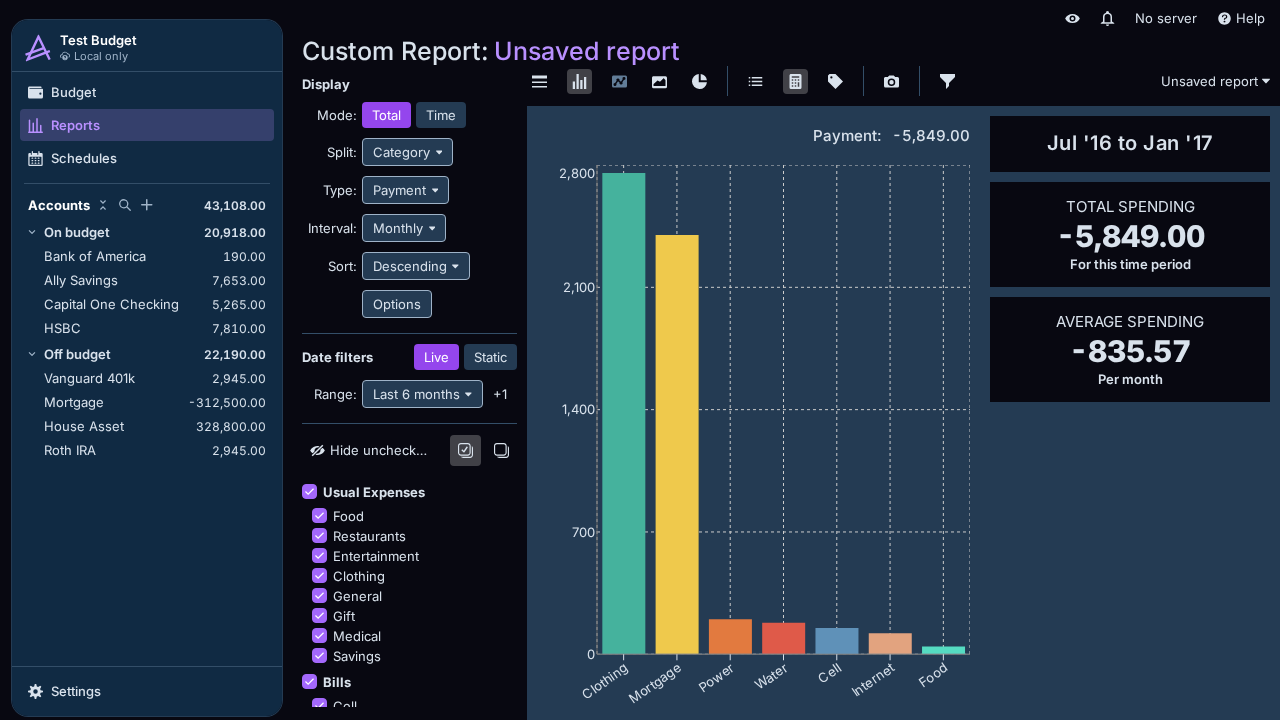 No server
Help
Test Budget
Local only
Budget
Reports
Schedules
Accounts 43,108.00
On budget 20,918.00
Bank of America 190.00
Ally Savings 7,653.00
Capital One Checking 5,265.00
HSBC 7,810.00
Off budget 22,190.00
Vanguard 401k 2,945.00
Mortgage -312,500.00
House Asset 328,800.00
Roth IRA 2,945.00
Settings
Custom Report: Unsaved report
Display
Mode: Total Time
Split: Category
Type: Payment
Interval: Monthly
Sort: Descending
Options
Date filters Live Static
Range: Last 6 months +1
Hide uncheck...
Usual Expenses
Food
Restaurants
Entertainment
Clothing
General
Gift
Medical
Savings
Bills
Cell
Unsaved report
Payment: -5,849.00
2,800
2,100
1,400
700
0
Clothing
Mortgage
Power
Water
Cell
Internet
Food
Jul '16 to Jan '17
TOTAL SPENDING
-5,849.00
For this time period
AVERAGE SPENDING
-835.57
Per month